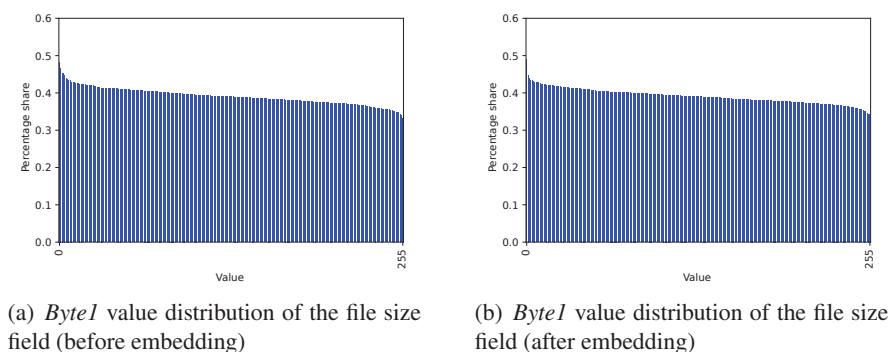 0.6
0.5
0.4
0.3
0.2
0.1
0.0
Percentage share
0
255
Value
(a) Byte1 value distribution of the file size
field (before embedding)
0.6
0.5
0.4
0.3
0.2
0.1
0.0
Percentage share
0
255
Value
(b) Byte1 value distribution of the file size
field (after embedding)